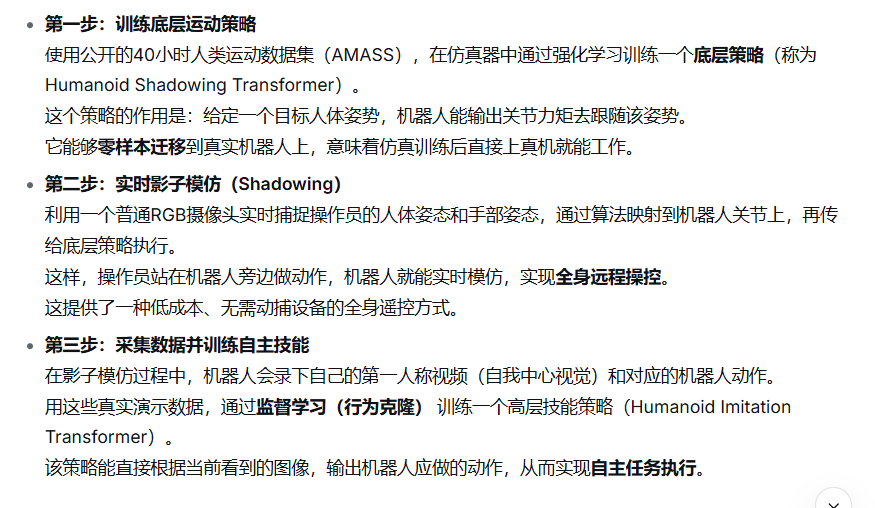 第一步：训练底层运动策略
使用公开的40小时人类运动数据集（AMASS），在仿真器中通过强化学习训练一个底层策略（称为
Humanoid Shadowing Transformer）。
这个策略的作用是：给定一个目标人体姿势，机器人能输出关节力矩去跟随该姿势。
它能够零样本迁移到真实机器人上，意味着仿真训练后直接上真机就能工作。
第二步：实时影子模仿（Shadowing）
利用一个普通RGB摄像头实时捕捉操作员的人体姿态和手部姿态，通过算法映射到机器人关节上，再传
给底层策略执行。
这样，操作员站在机器人旁边做动作，机器人就能实时模仿，实现全身远程操控。
这提供了一种低成本、无需动捕设备的全身遥控方式。
第三步：采集数据并训练自主技能
在影子模仿过程中，机器人会录下自己的第一人称视频（自我中心视觉）和对应的机器人动作。
用这些真实演示数据，通过监督学习（行为克隆） 训练一个高层技能策略（Humanoid Imitation
Transformer）。
该策略能直接根据当前看到的图像，输出机器人应做的动作，从而实现自主任务执行。